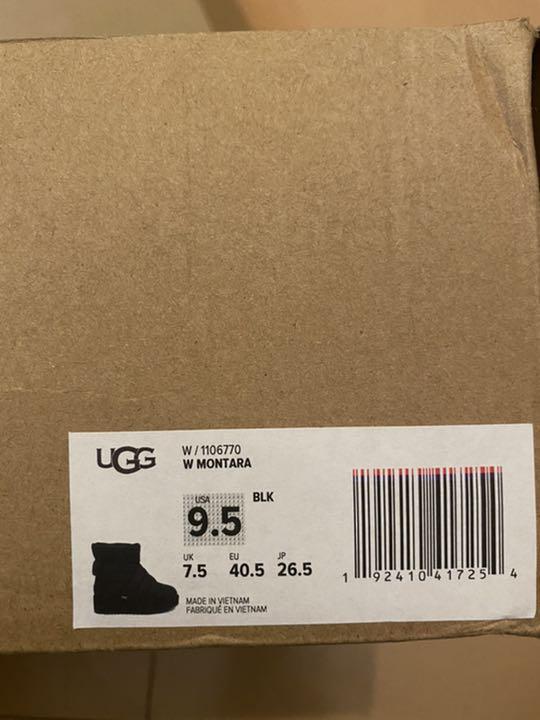 UGG
W / 1106770
W MONTARA
USA
9.5
BLK
UK EU JP
7.5 40.5 26.5
MADE IN VIETNAM
FABRIQUÉ EN VIETNAM
1 92410 41725 4